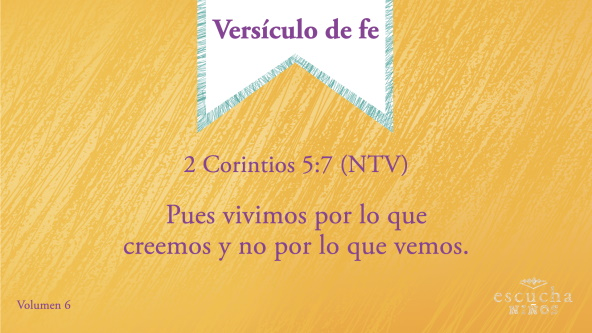 Versículo de fe
2 Corintios 5:7 (NTV)
Pues vivimos por lo que
creemos y no por lo que vemos.
Volumen 6
escucha
NIÑOS